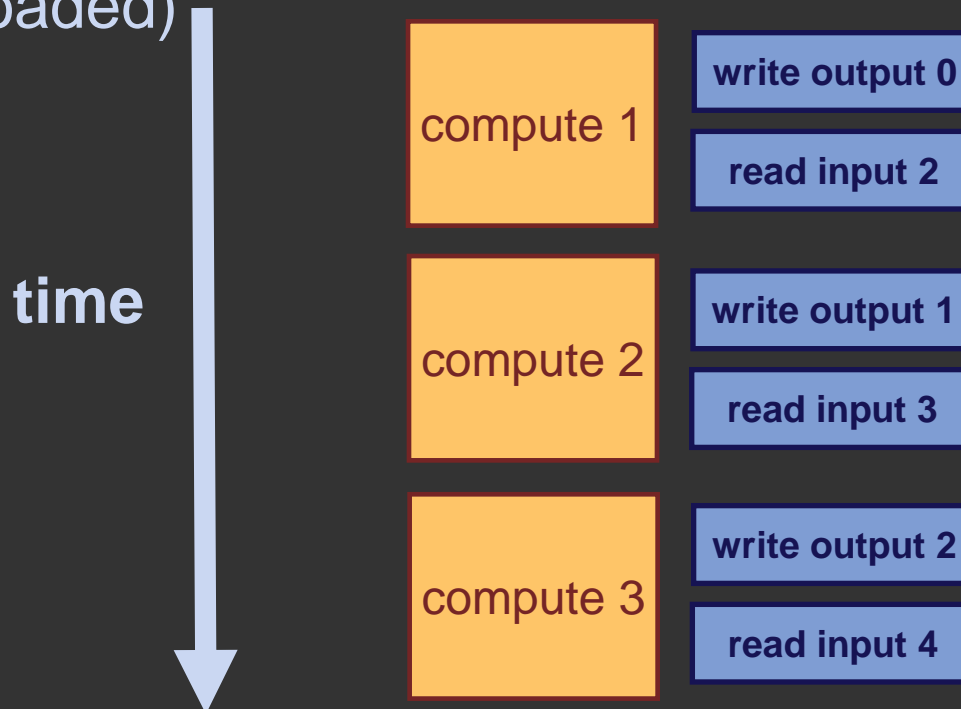 compute 1
write output 0
read input 2
time
compute 2
write output 1
read input 3
compute 3
write output 2
read input 4